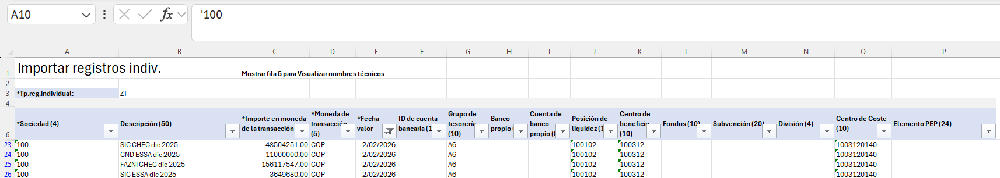 A10 '100
A B C D E F G H I J K L M N O P
1 Importar registros indiv. Mostrar fila 5 para Visualizar nombres técnicos
2
3 *Tp.reg.individual: ZT
4
6 *Sociedad (4) Descripción (50) *Importe en moneda de la transacción *Moneda de transacción (5) *Fecha valor ID de cuenta bancaria (1 Grupo de tesorería (10) Banco propio ( Cuenta de banco propio (5 Posición de liquidez (1 Centro de beneficio (10) Fondos (10) Subvención (20) División (4) Centro de Coste (10) Elemento PEP (24)
23 100 SIC CHEC dic 2025 48504251.00 COP 2/02/2026 A6 100102 100312 1003120140
24 100 CND ESSA dic 2025 11000000.00 COP 2/02/2026 A6 100102 100312 1003120140
25 100 FAZNI CHEC dic 2025 156117547.00 COP 2/02/2026 A6 100102 100312 1003120140
26 100 SIC ESSA dic 2025 3649680.00 COP 2/02/2026 A6 100102 100312 1003120140